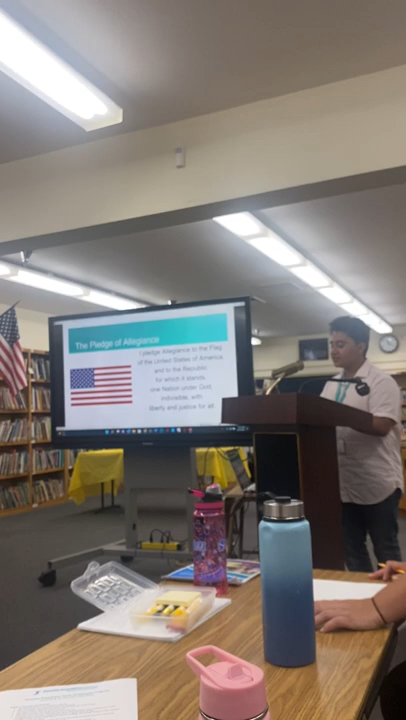 The Pledge of Allegiance
I pledge Allegiance to the Flag
of the United States of America
and to the Republic
for which it stands,
one Nation under God,
indivisible, with
liberty and justice for all.